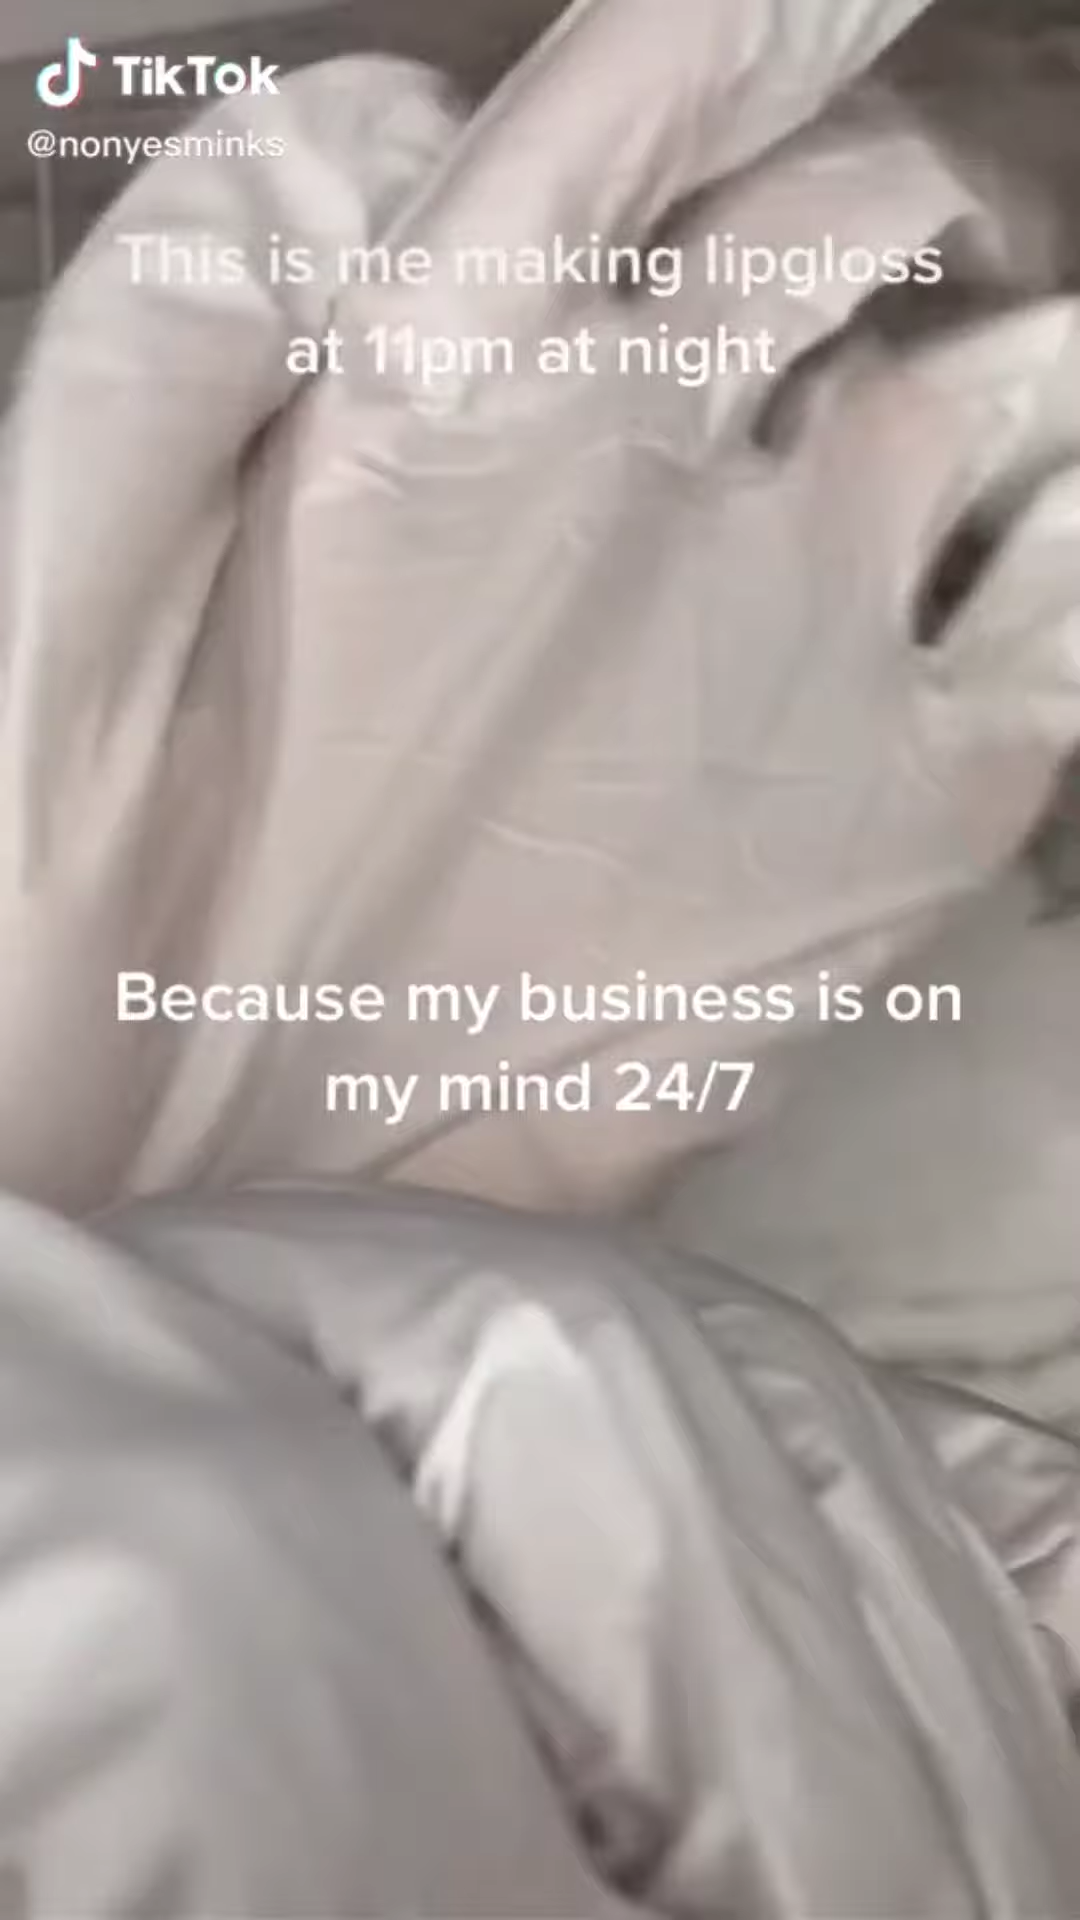 TikTok
@nonyesminks
This is me making lipgloss
at 11pm at night
Because my business is on
my mind 24/7